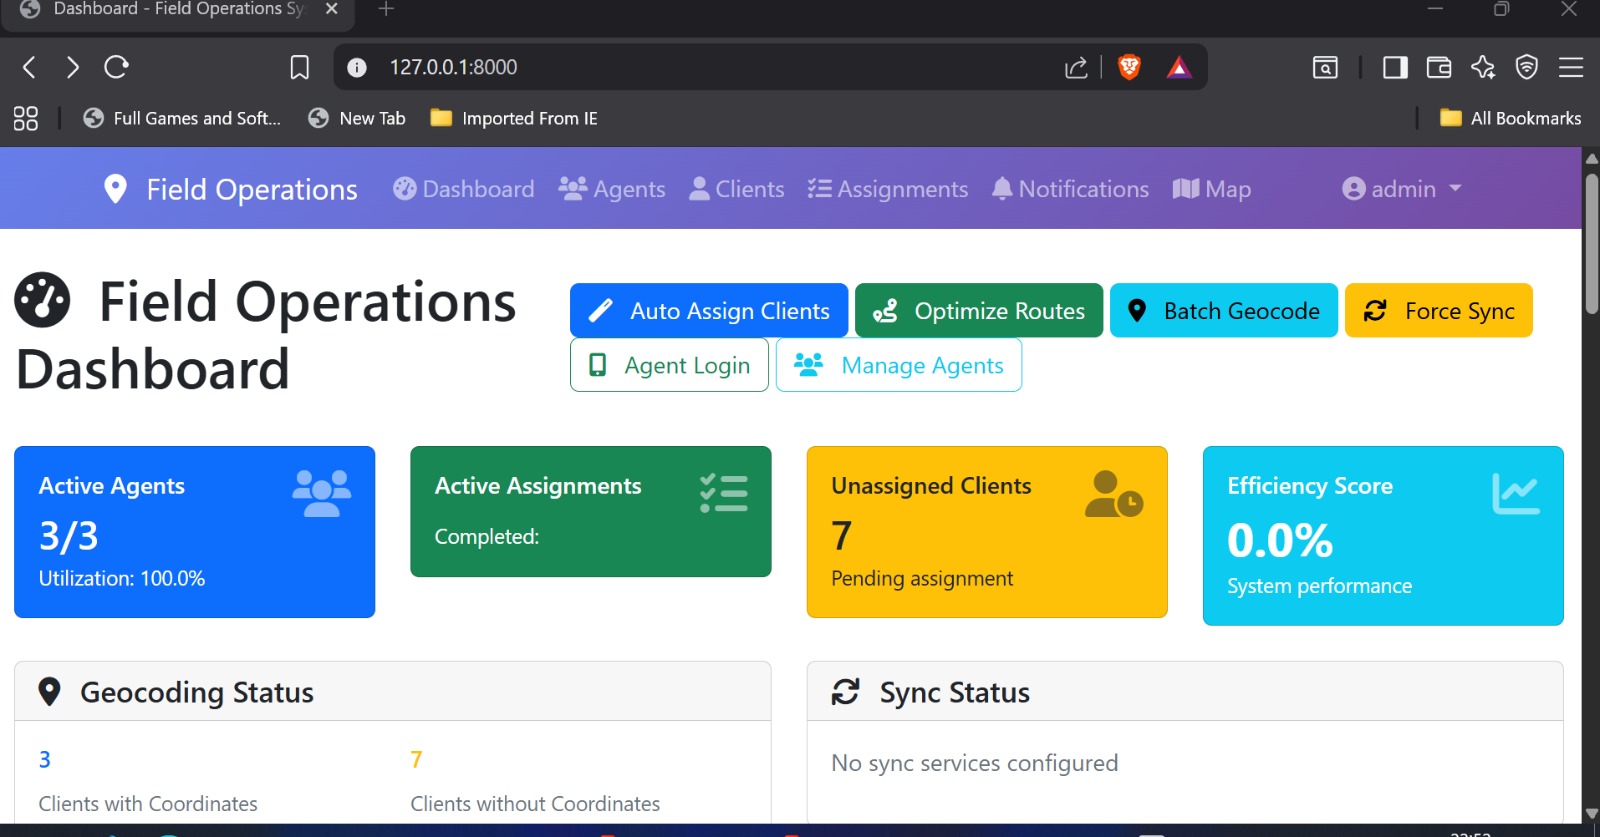 Dashboard - Field Operations Sy
127.0.0.1:8000
Full Games and Soft...
New Tab
Imported From IE
All Bookmarks
Field Operations
Dashboard
Agents
Clients
Assignments
Notifications
Map
admin
Field Operations
Dashboard
Auto Assign Clients
Optimize Routes
Batch Geocode
Force Sync
Agent Login
Manage Agents
Active Agents
3/3
Utilization: 100.0%
Active Assignments
Completed:
Unassigned Clients
7
Pending assignment
Efficiency Score
0.0%
System performance
Geocoding Status
3
Clients with Coordinates
7
Clients without Coordinates
Sync Status
No sync services configured